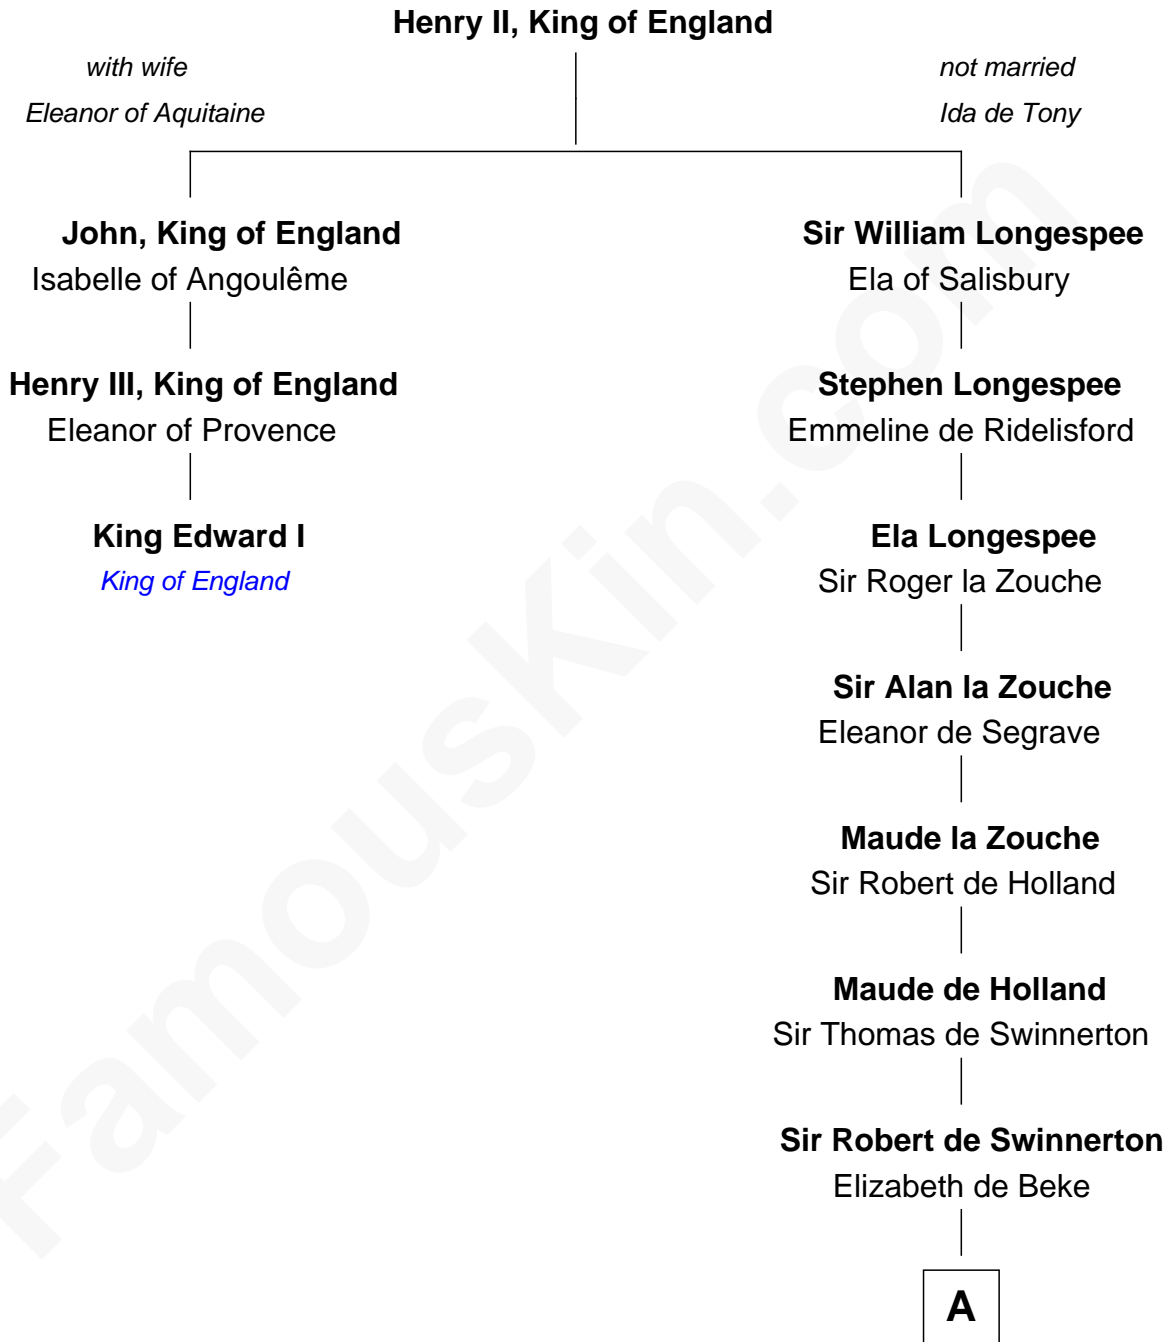 Henry II, King of England
with wife
Eleanor of Aquitaine
not married
Ida de Tony
John, King of England
Isabelle of Angoulême
Sir William Longespee
Ela of Salisbury
Henry III, King of England
Eleanor of Provence
Stephen Longespee
Emmeline de Ridelisford
King Edward I
King of England
Ela Longespee
Sir Roger la Zouche
Sir Alan la Zouche
Eleanor de Segrave
Maude la Zouche
Sir Robert de Holland
Maude de Holland
Sir Thomas de Swinnerton
Sir Robert de Swinnerton
Elizabeth de Beke
A
FamousKin.com